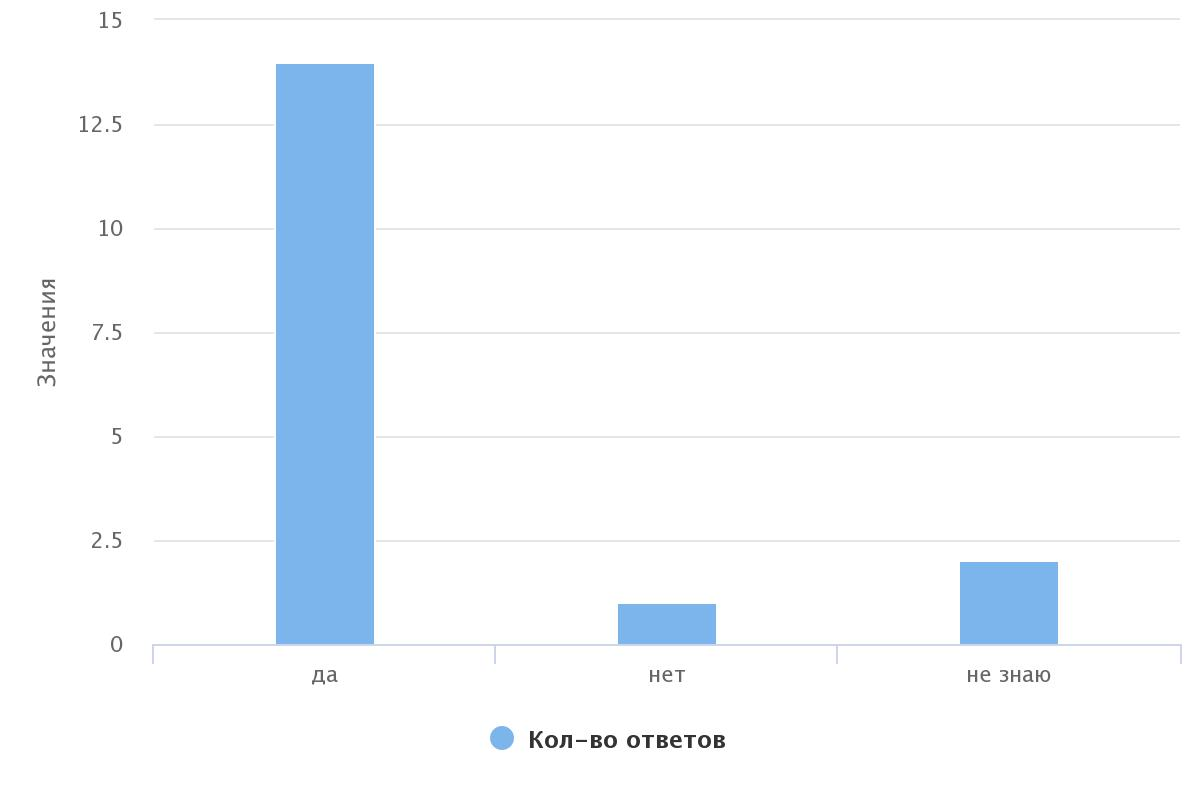 15
12.5
10
7.5
5
2.5
0
Значения
да
нет
не знаю
Кол-во ответов